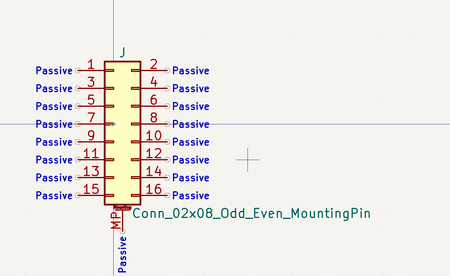 J
Passive 1 2 Passive
Passive 3 4 Passive
Passive 5 6 Passive
Passive 7 8 Passive
Passive 9 10 Passive
Passive 11 12 Passive
Passive 13 14 Passive
Passive 15 16 Passive
MP
Conn_02x08_Odd_Even_MountingPin
Passive